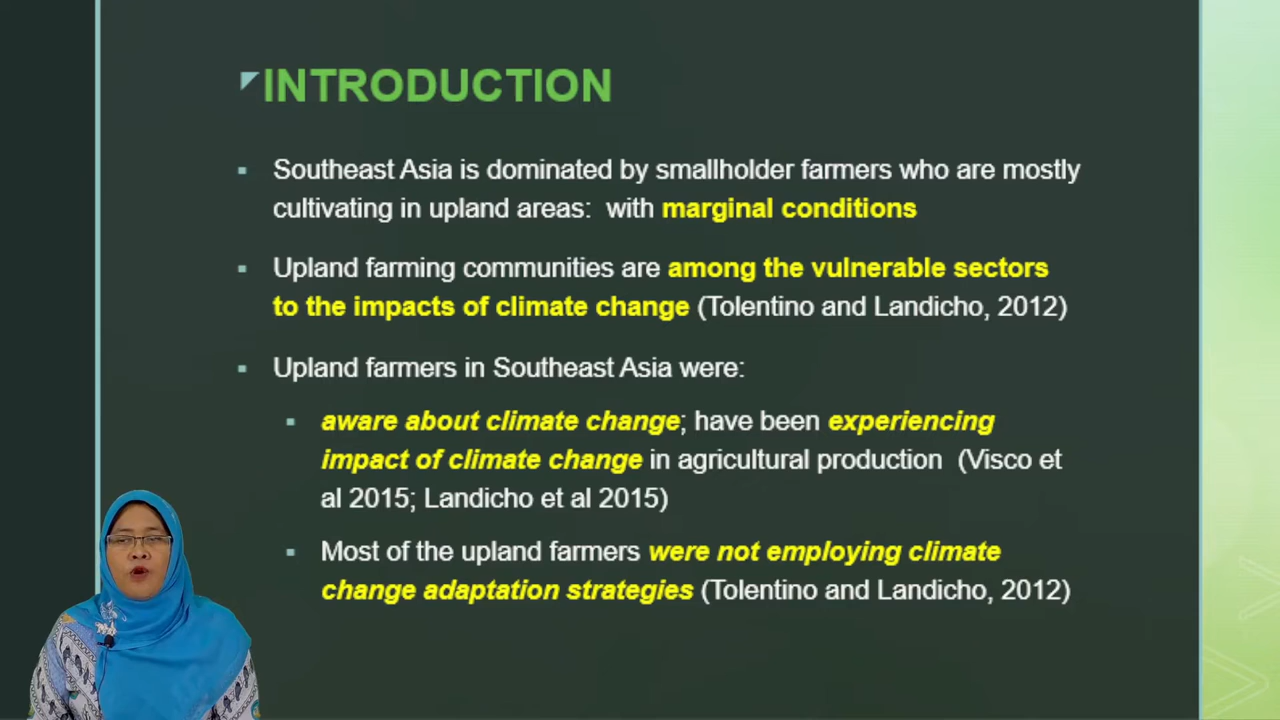 INTRODUCTION
Southeast Asia is dominated by smallholder farmers who are mostly
cultivating in upland areas: with marginal conditions
Upland farming communities are among the vulnerable sectors
to the impacts of climate change (Tolentino and Landicho, 2012)
Upland farmers in Southeast Asia were:
aware about climate change; have been experiencing
impact of climate change in agricultural production (Visco et
al 2015; Landicho et al 2015)
Most of the upland farmers were not employing climate
change adaptation strategies (Tolentino and Landicho, 2012)